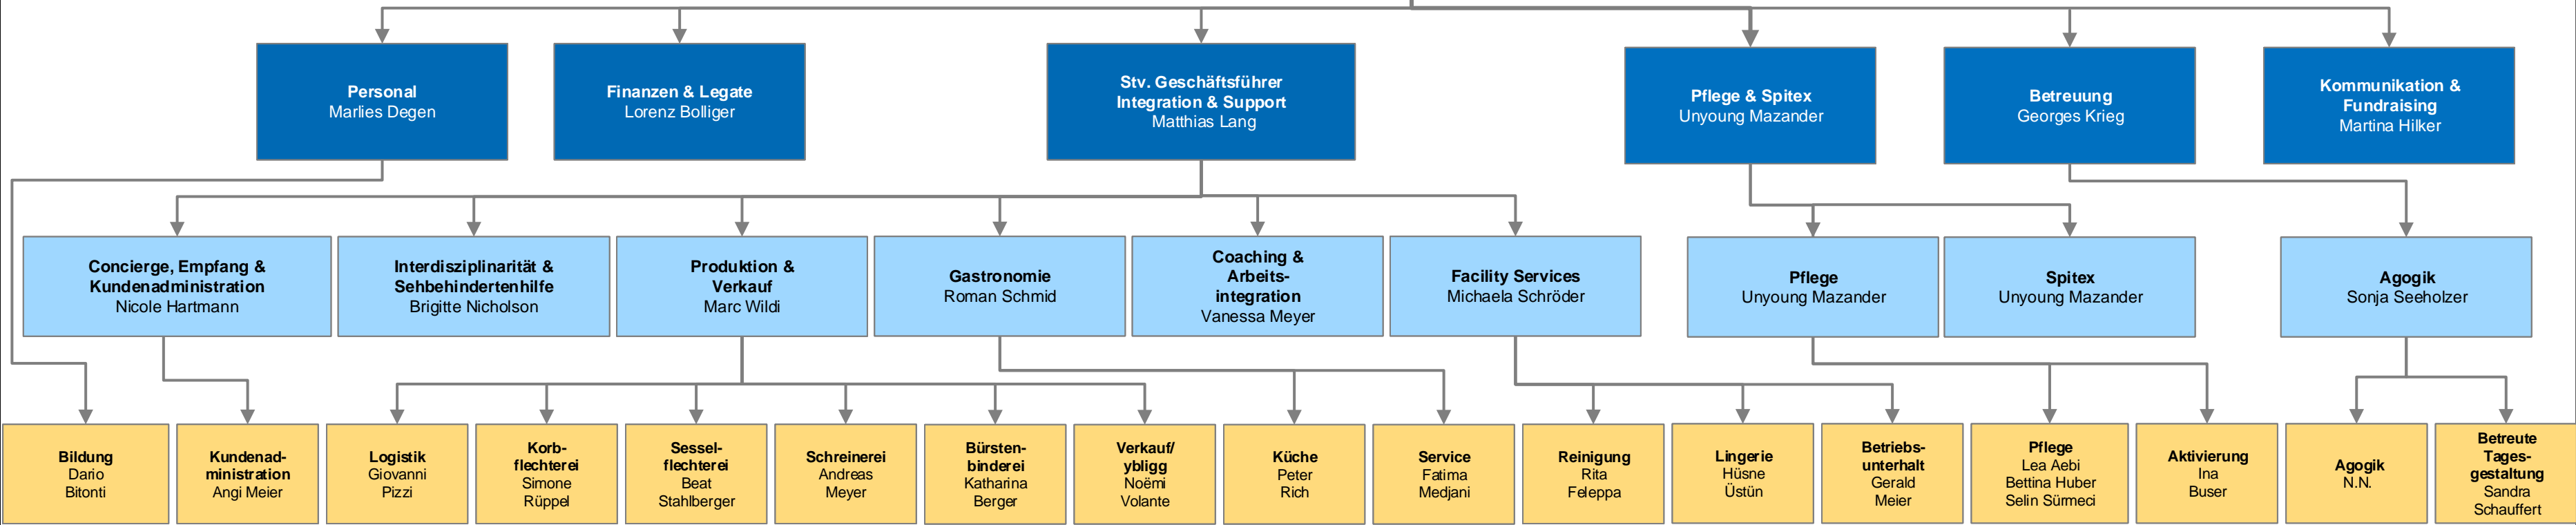 Personal
Marlies Degen
Finanzen & Legate
Lorenz Bolliger
Stv. Geschäftsführer
Integration & Support
Matthias Lang
Pflege & Spitex
Unyoung Mazander
Betreuung
Georges Krieg
Kommunikation &
Fundraising
Martina Hilker
Concierge, Empfang &
Kundenadministration
Nicole Hartmann
Interdisziplinarität &
Sehbehindertenhilfe
Brigitte Nicholson
Produktion &
Verkauf
Marc Wildi
Gastronomie
Roman Schmid
Coaching &
Arbeits-
integration
Vanessa Meyer
Facility Services
Michaela Schröder
Pflege
Unyoung Mazander
Spitex
Unyoung Mazander
Agogik
Sonja Seeholzer
Bildung
Dario
Bitonti
Kundenad-
ministration
Angi Meier
Logistik
Giovanni
Pizzi
Korb-
flechterei
Simone
Rüppel
Sessel-
flechterei
Beat
Stahlberger
Schreinerei
Andreas
Meyer
Bürsten-
binderei
Katharina
Berger
Verkauf/
ybligg
Noëmi
Volante
Küche
Peter
Rich
Service
Fatima
Medjani
Reinigung
Rita
Feleppa
Lingerie
Hüsne
Üstün
Betriebs-
unterhalt
Gerald
Meier
Pflege
Lea Aebi
Bettina Huber
Selin Sürmeci
Aktivierung
Ina
Buser
Agogik
N.N.
Betreute
Tages-
gestaltung
Sandra
Schauffert